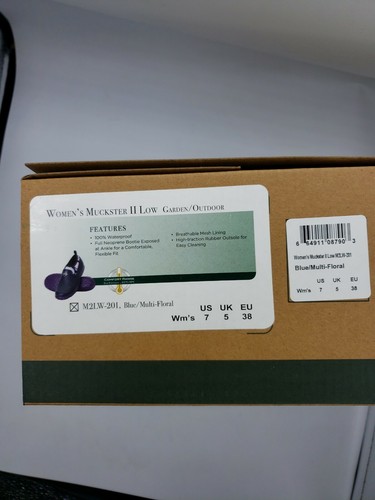 Women's Muckster II Low Garden/Outdoor
FEATURES
• 100% Waterproof
• Full Neoprene Bootie Exposed
at Ankle for a Comfortable,
Flexible Fit
• Breathable Mesh Lining
• High-traction Rubber Outsole for
Easy Cleaning
M2LW-201, Blue/Multi-Floral
US UK EU
Wm's 7 5 38
6 54911 08790 3
Women's Muckster II Low M2LW-201
Blue/Multi-Floral
US UK EU
Wm's 7 5 38